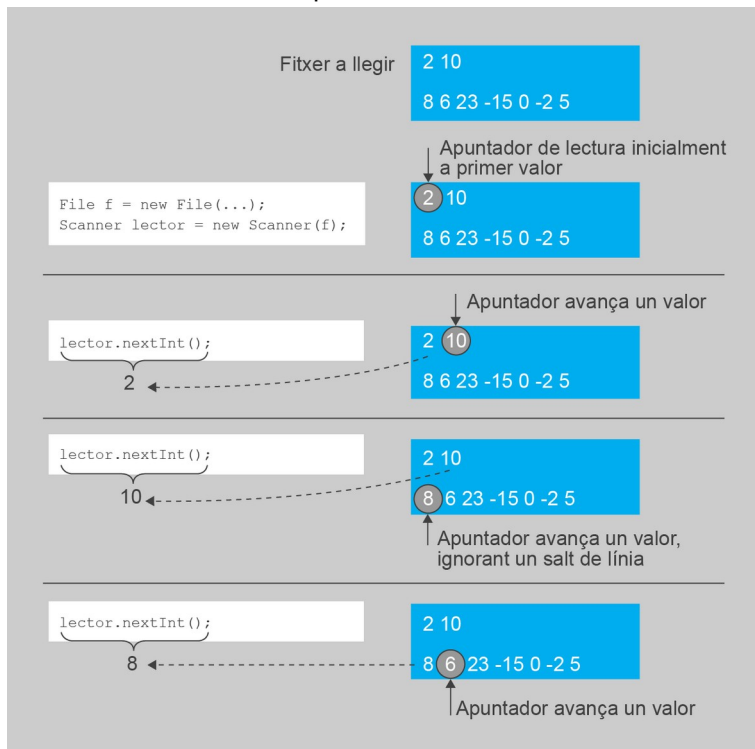 Fitxer a llegir
2 10
8 6 23 -15 0 -2 5
Apuntador de lectura inicialment
a primer valor
File f = new File(...);
Scanner lector = new Scanner(f);
2 10
8 6 23 -15 0 -2 5
Apuntador avança un valor
lector.nextInt();
2
2 10
8 6 23 -15 0 -2 5
lector.nextInt();
10
2 10
8 6 23 -15 0 -2 5
Apuntador avança un valor,
ignorant un salt de línia
lector.nextInt();
8
2 10
8 6 23 -15 0 -2 5
Apuntador avança un valor